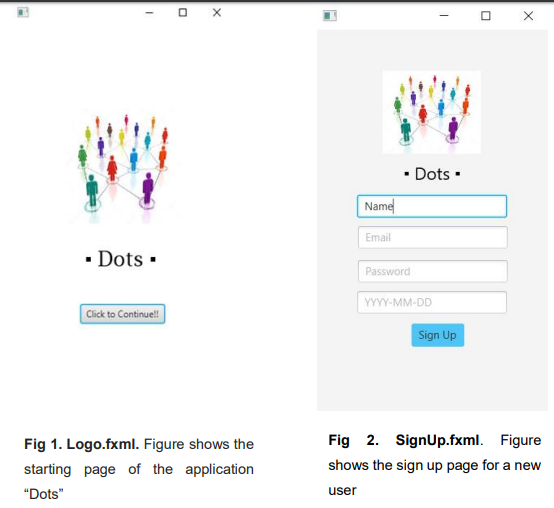 ▪ Dots ▪
Click to Continue!!
Fig 1. Logo.fxml. Figure shows the
starting page of the application
“Dots”
▪ Dots ▪
Name
Email
Password
YYYY-MM-DD
Sign Up
Fig 2. SignUp.fxml. Figure
shows the sign up page for a new
user